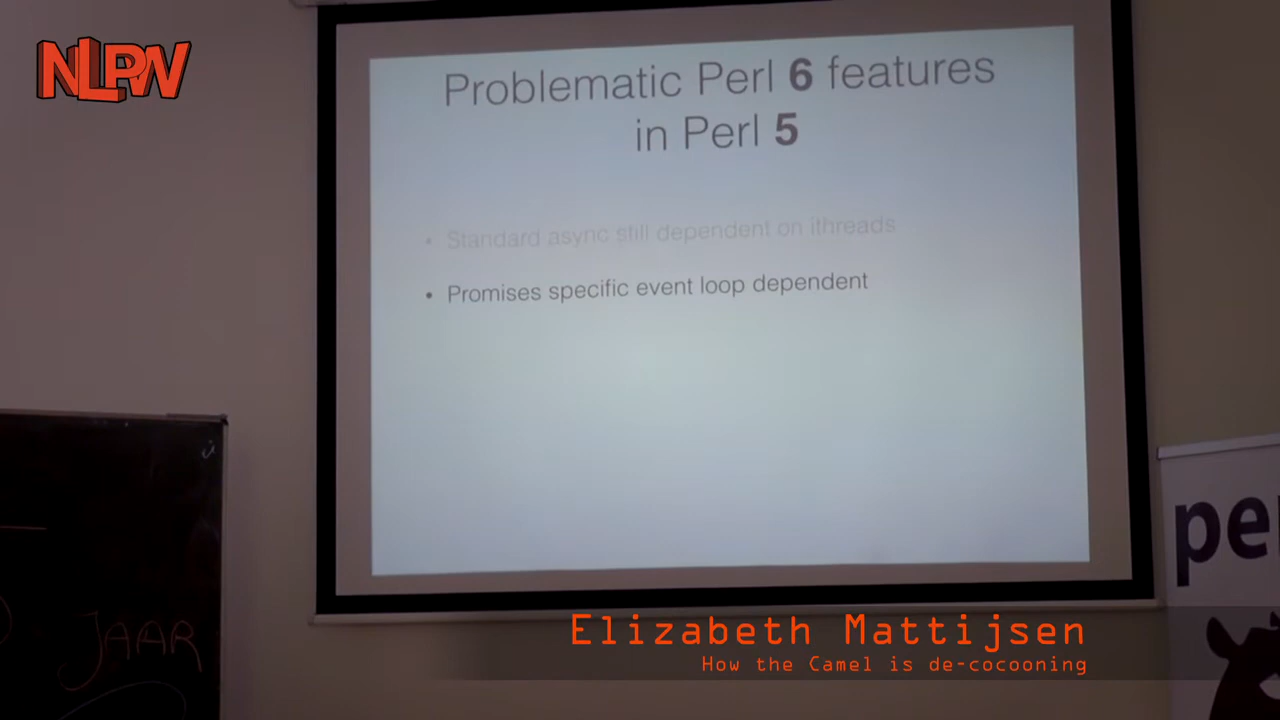 NLPW
Problematic Perl 6 features
in Perl 5
• Standard async still dependent on ithreads
• Promises specific event loop dependent
JAAR
pe
Elizabeth Mattijsen
How the Camel is de-cocooning